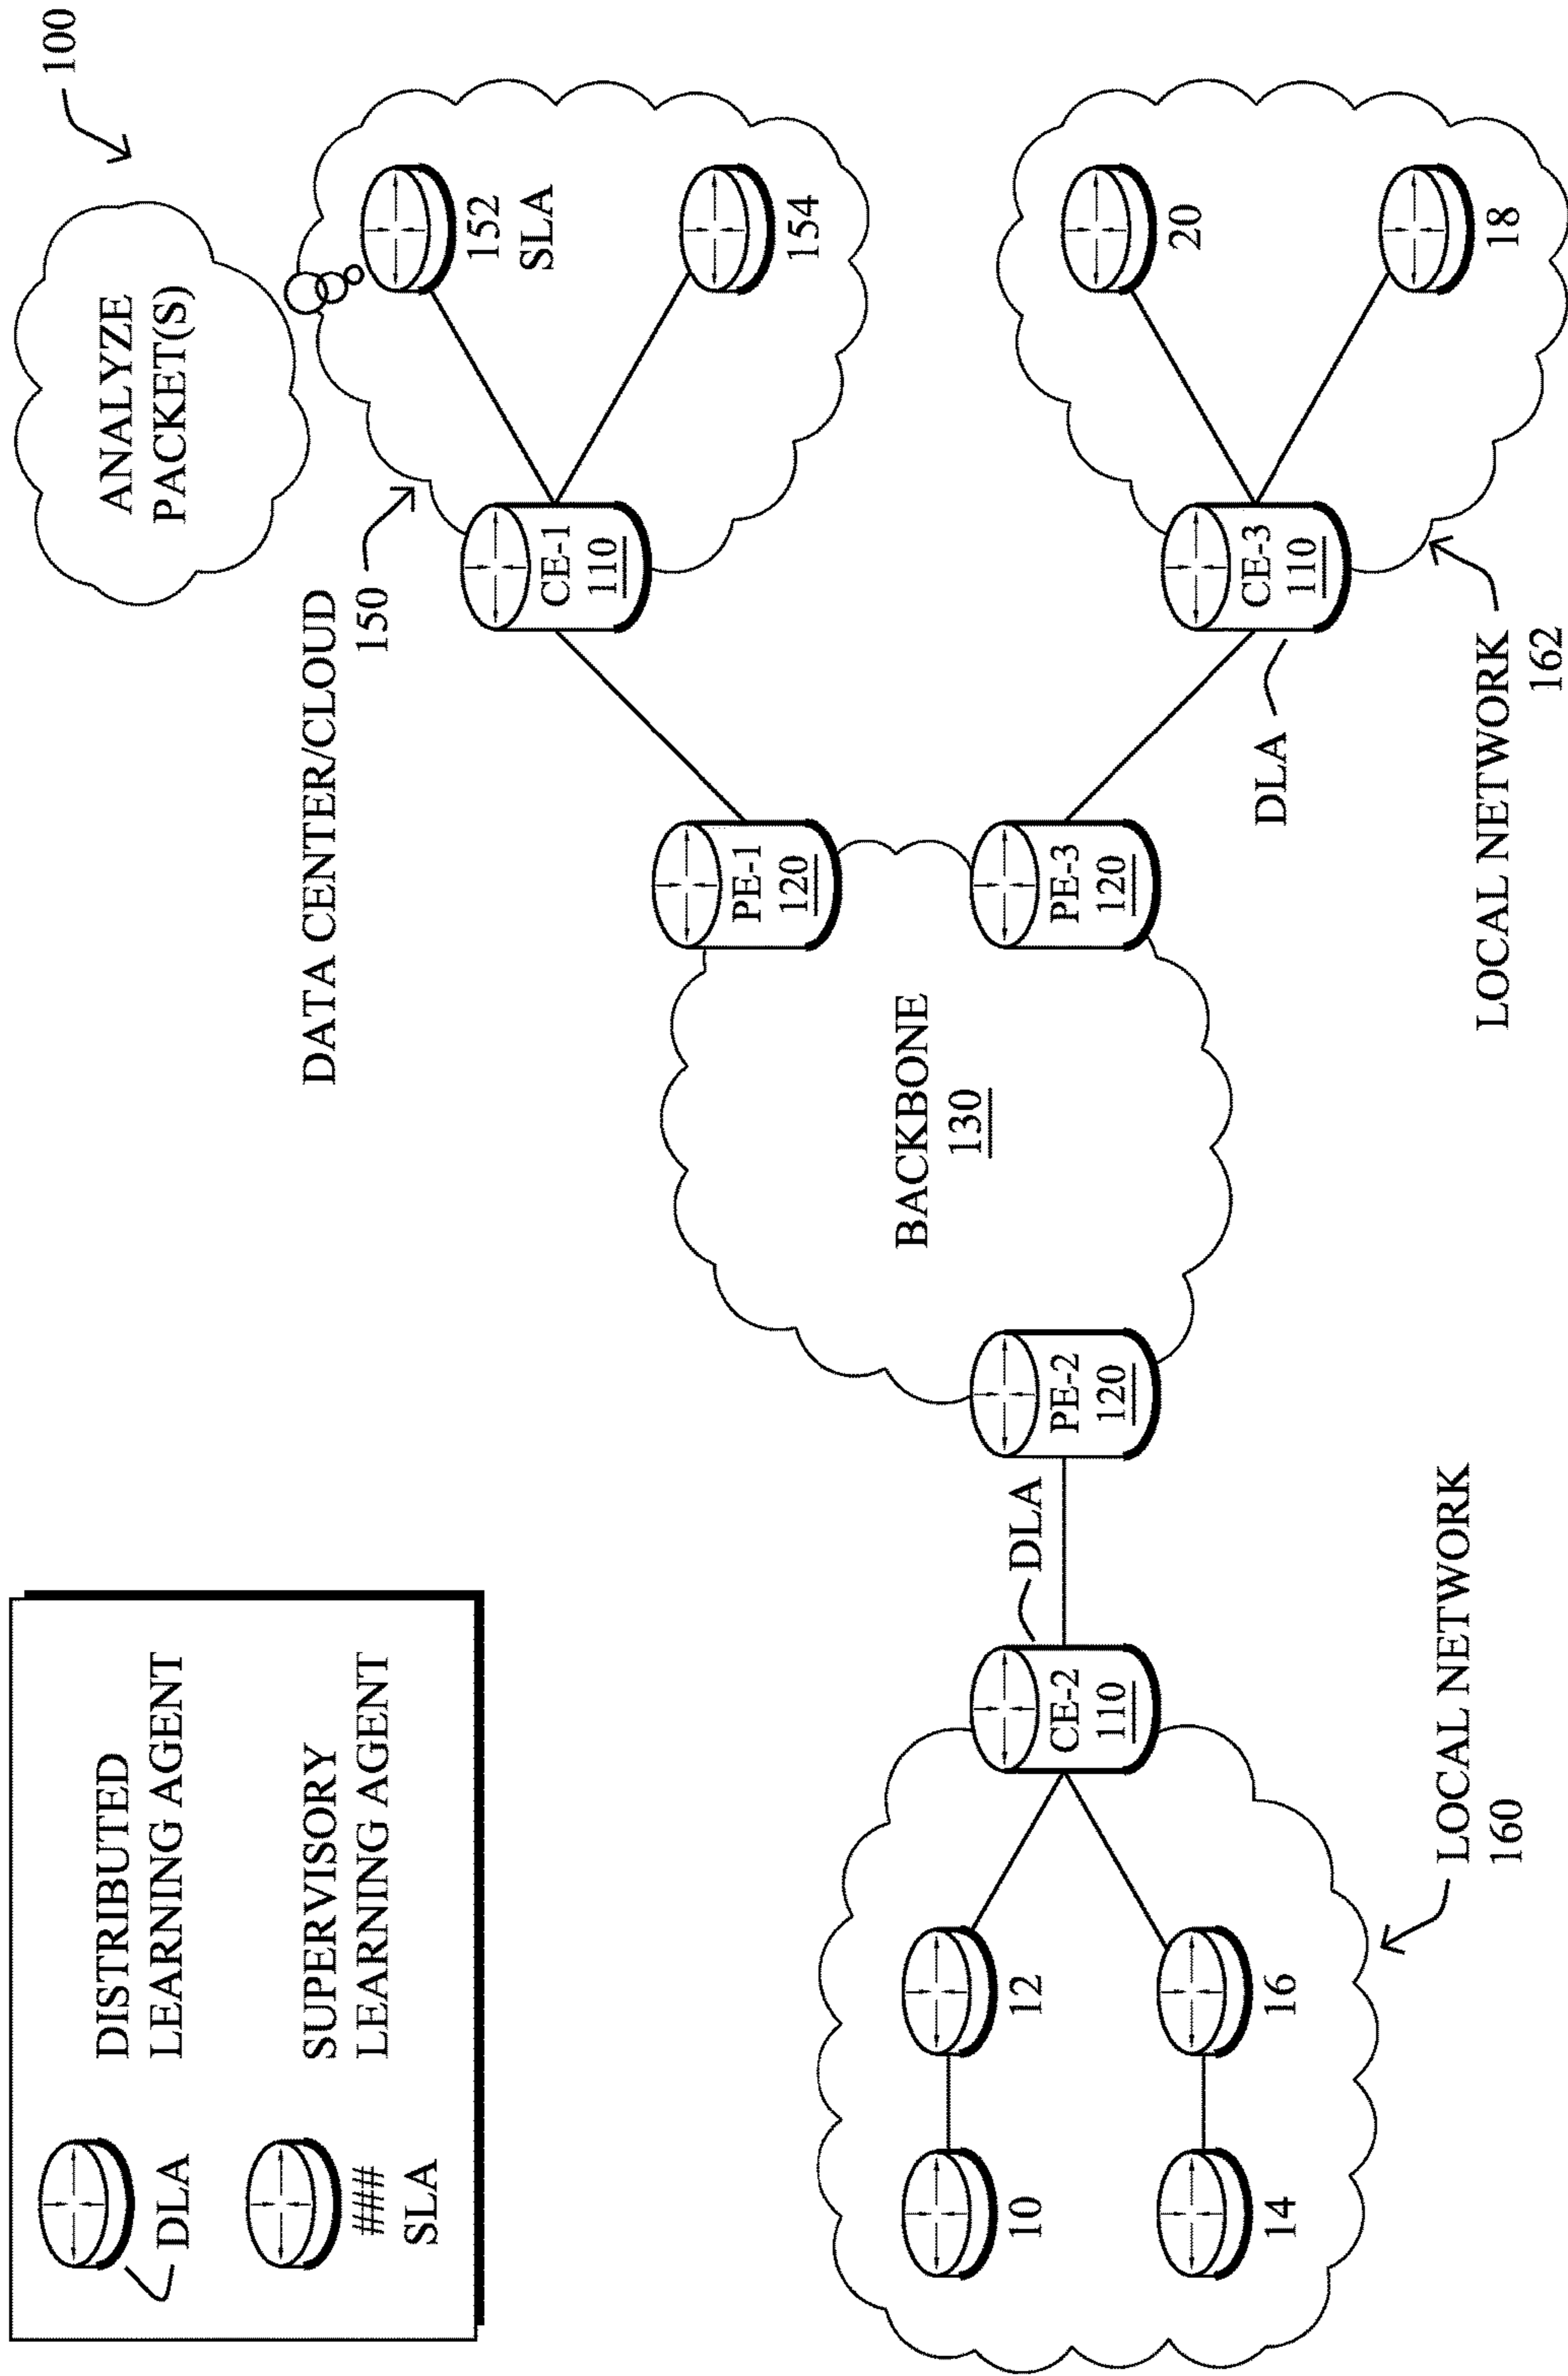 DLA
DISTRIBUTED
LEARNING AGENT
###
SLA
SUPERVISORY
LEARNING AGENT
100
ANALYZE
PACKET(S)
DATA CENTER/CLOUD
150
152
SLA
154
CE-1
110
PE-1
120
BACKBONE
130
PE-3
120
PE-2
120
DLA
CE-2
110
10
12
14
16
LOCAL NETWORK
160
CE-3
110
DLA
20
18
LOCAL NETWORK
162